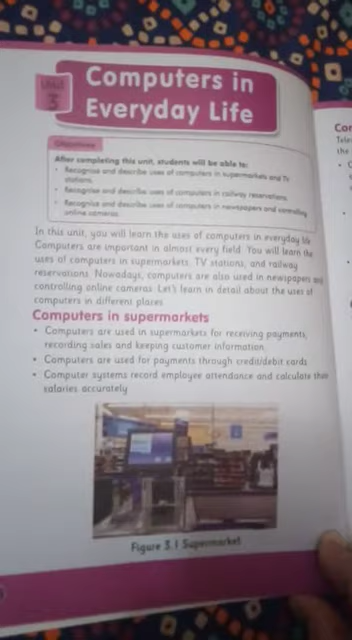 Unit
3
Computers in
Everyday Life
Objectives
After completing this unit, students will be able to:
• Recognise and describe uses of computers in supermarkets and TV
stations.
• Recognise and describe uses of computers in railway reservations.
• Recognise and describe uses of computers in newspapers and controlling
online cameras.
In this unit, you will learn the uses of computers in everyday life
Computers are important in almost every field. You will learn the
uses of computers in supermarkets, TV stations, and railway
reservations. Nowadays, computers are also used in newspapers and
controlling online cameras. Let's learn in detail about the uses of
computers in different places
Computers in supermarkets
• Computers are used in supermarkets for receiving payments,
recording sales and keeping customer information.
• Computers are used for payments through credit/debit cards
• Computer systems record employee attendance and calculate their
salaries accurately
Figure 3.1 Supermarket
the